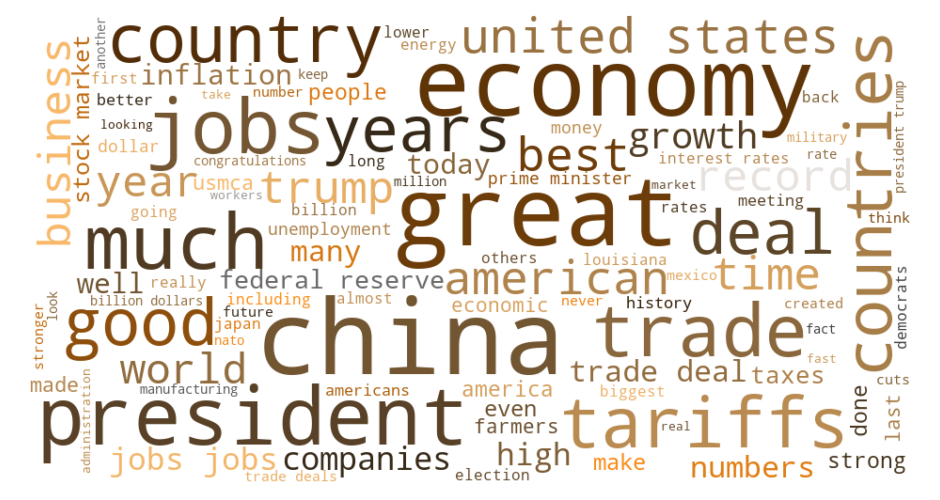 another
country
lower
energy
united states
business
stock market
first
inflation
keep
economy
countries
take
number
people
better
back
president trump
looking
jobs
years
money
growth
military
dollar
congratulations
long
today
best
interest rates
rate
year
usmca
trump
million
prime minister
record
workers
market
going
billion
great
rates
meeting
think
much
unemployment
deal
many
others
louisiana
well
really
federal reserve
american
mexico
time
democrats
look
billion dollars
including
almost
economic
never
history
created
stronger
good
future
japan
nato
china
trade
fact
fast
world
trade deal
taxes
made
administration
manufacturing
americans
america
biggest
cuts
president
even
farmers
tariffs
real
done
last
jobs jobs
companies
high
make
numbers
strong
trade deals
election